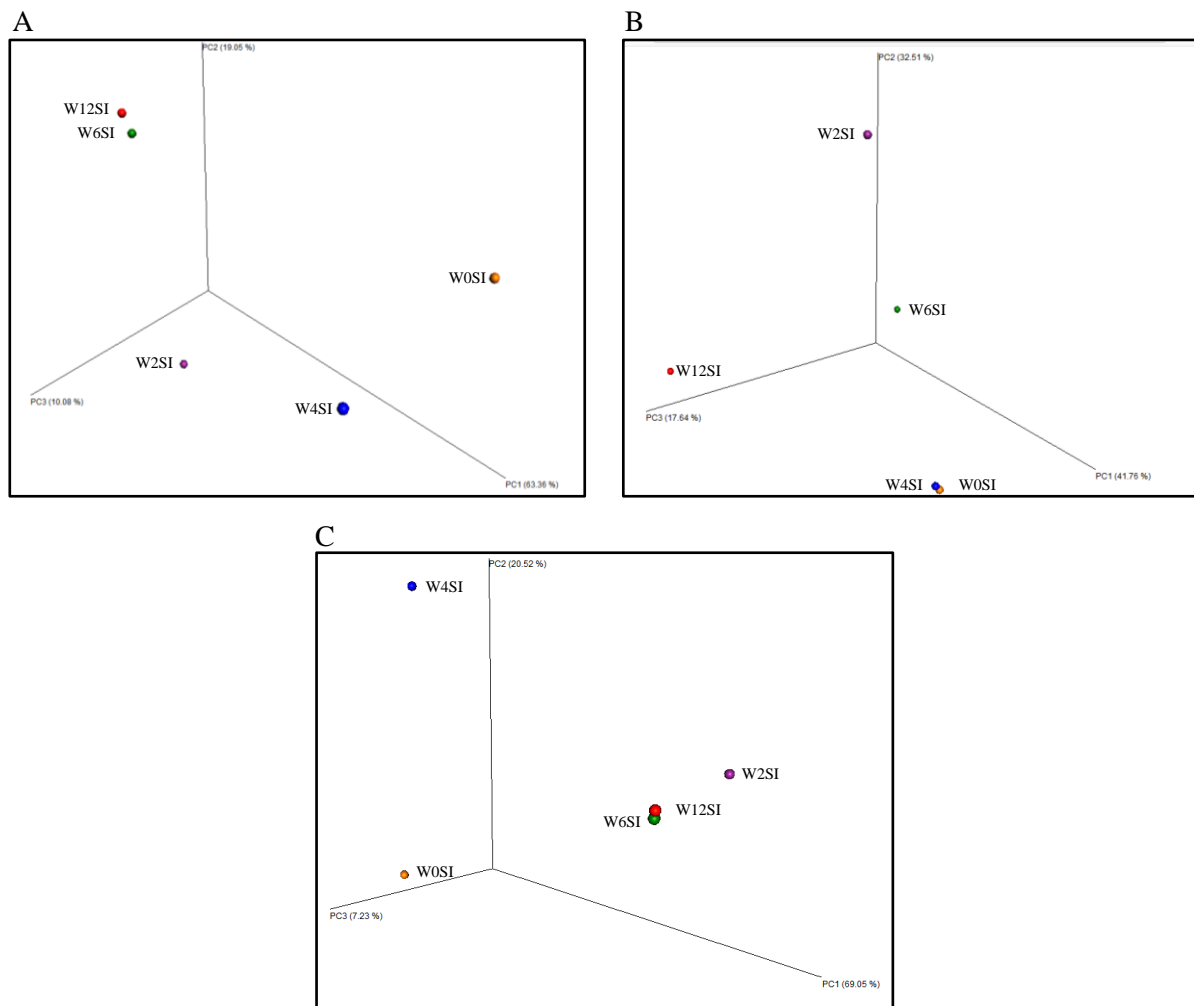 A
PC2 (19.05 %)
W12SI
W6SI
W0SI
W2SI
W4SI
PC3 (10.08 %)
PC1 (63.36 %)
B
PC2 (32.51 %)
W2SI
W6SI
W12SI
PC3 (17.64 %)
PC1 (41.76 %)
W4SI W0SI
C
PC2 (20.52 %)
W4SI
W2SI
W12SI
W6SI
W0SI
PC3 (7.23 %)
PC1 (69.05 %)